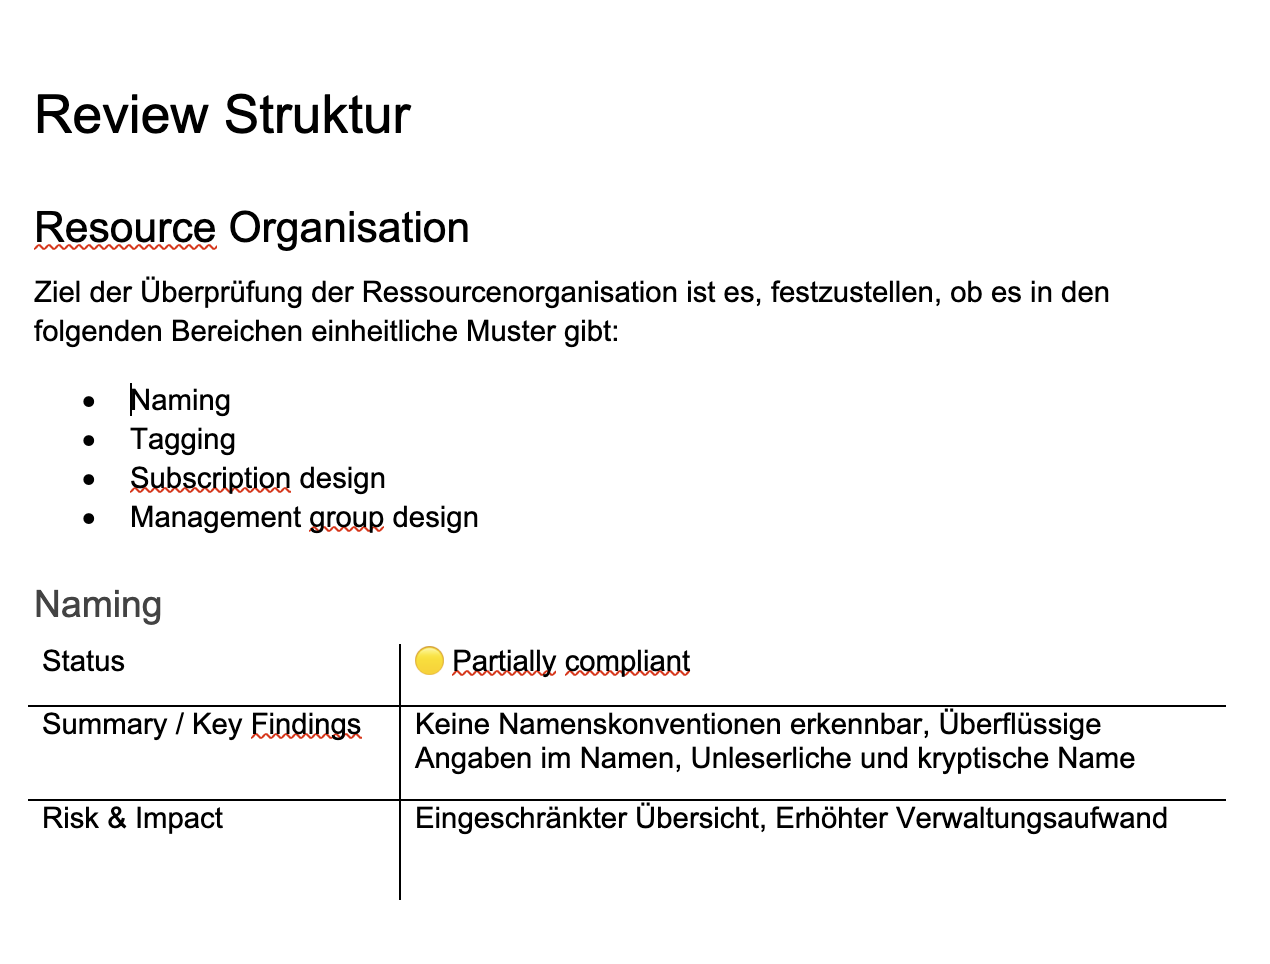 Review Struktur
Resource Organisation
Ziel der Überprüfung der Ressourcenorganisation ist es, festzustellen, ob es in den
folgenden Bereichen einheitliche Muster gibt:
• Naming
• Tagging
• Subscription design
• Management group design
Naming
Status 🟡 Partially compliant
Summary / Key Findings Keine Namenskonventionen erkennbar, Überflüssige
Angaben im Namen, Unleserliche und kryptische Name
Risk & Impact Eingeschränkter Übersicht, Erhöhter Verwaltungsaufwand